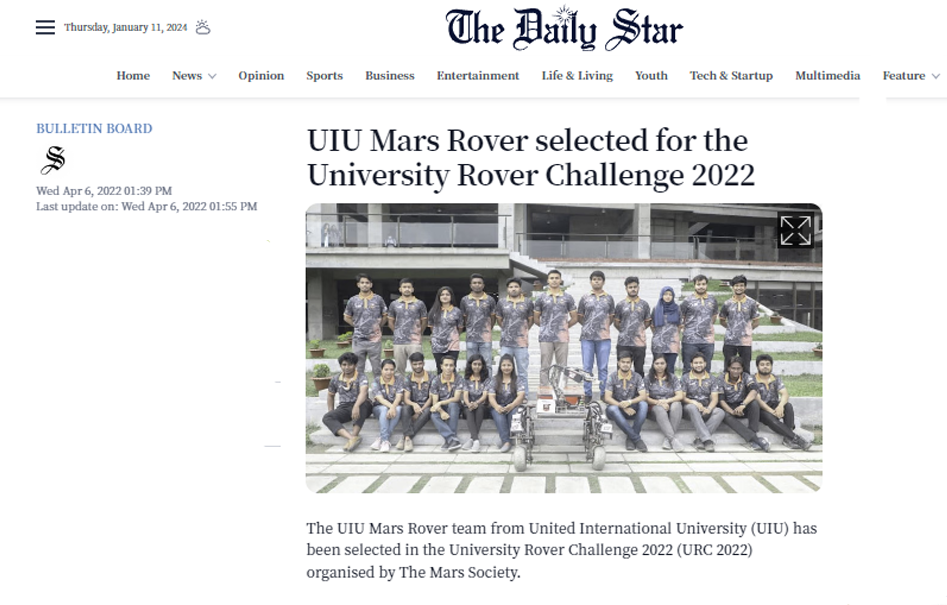 Thursday, January 11, 2024
The Daily Star
Home News Opinion Sports Business Entertainment Life & Living Youth Tech & Startup Multimedia Feature
BULLETIN BOARD
S
Wed Apr 6, 2022 01:39 PM
Last update on: Wed Apr 6, 2022 01:55 PM
UIU Mars Rover selected for the
University Rover Challenge 2022
The UIU Mars Rover team from United International University (UIU) has
been selected in the University Rover Challenge 2022 (URC 2022)
organised by The Mars Society.